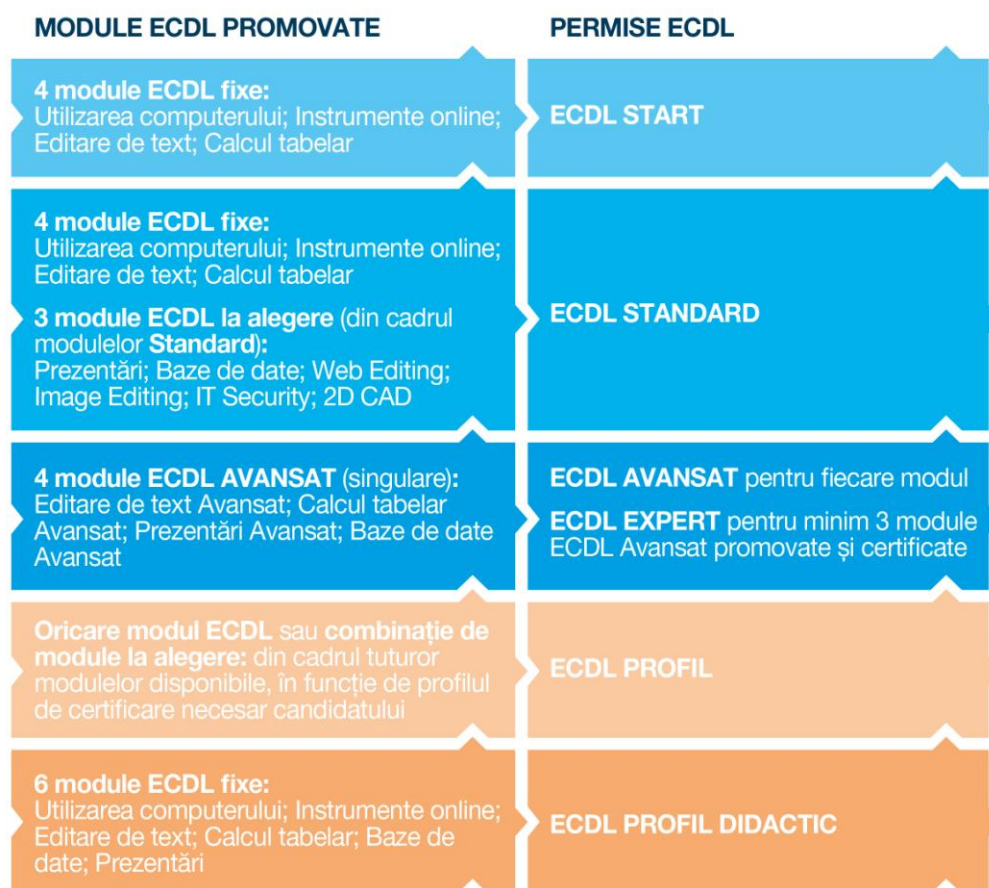 MODULE ECDL PROMOVATE
PERMISE ECDL
4 module ECDL fixe:
Utilizarea computerului; Instrumente online;
Editare de text; Calcul tabelar
ECDL START
4 module ECDL fixe:
Utilizarea computerului; Instrumente online;
Editare de text; Calcul tabelar
3 module ECDL la alegere (din cadrul
modulelor Standard):
Prezentări; Baze de date; Web Editing;
Image Editing; IT Security; 2D CAD
ECDL STANDARD
4 module ECDL AVANSAT (singulare):
Editare de text Avansat; Calcul tabelar
Avansat; Prezentări Avansat; Baze de date
Avansat
ECDL AVANSAT pentru fiecare modul
ECDL EXPERT pentru minim 3 module
ECDL Avansat promovate și certificate
Oricare modul ECDL sau combinație de
module la alegere: din cadrul tuturor
modulelor disponibile, în funcție de profilul
de certificare necesar candidatului
ECDL PROFIL
6 module ECDL fixe:
Utilizarea computerului; Instrumente online;
Editare de text; Calcul tabelar; Baze de
date; Prezentări
ECDL PROFIL DIDACTIC